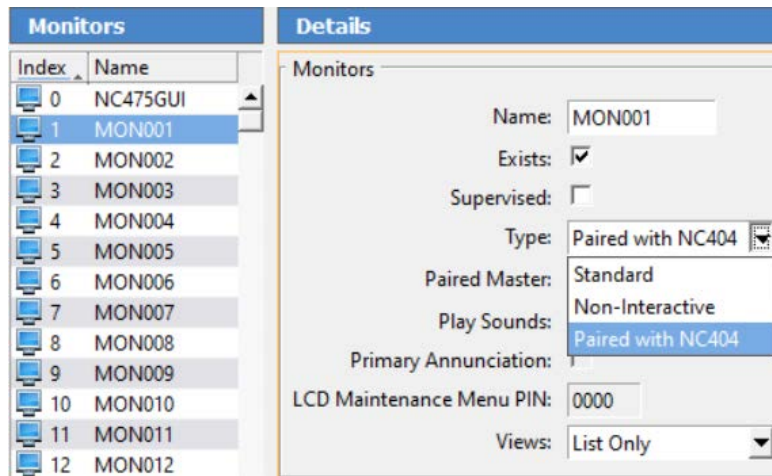 Monitors
Index Name
0 NC475GUI
1 MON001
2 MON002
3 MON003
4 MON004
5 MON005
6 MON006
7 MON007
8 MON008
9 MON009
10 MON010
11 MON011
12 MON012
Details
Monitors
Name: MON001
Exists:
Supervised:
Type: Paired with NC404
Standard
Non-Interactive
Paired with NC404
Paired Master:
Play Sounds:
Primary Annunciation:
LCD Maintenance Menu PIN: 0000
Views: List Only